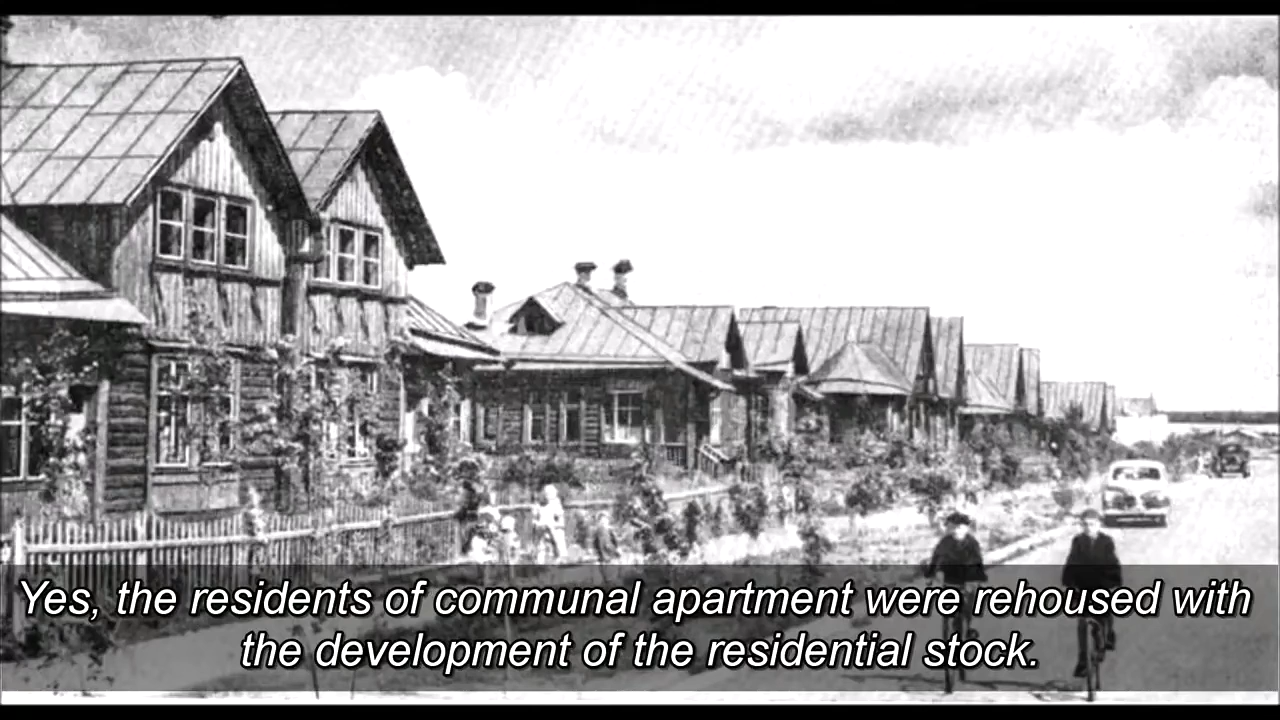 Yes, the residents of communal apartment were rehoused with
the development of the residential stock.